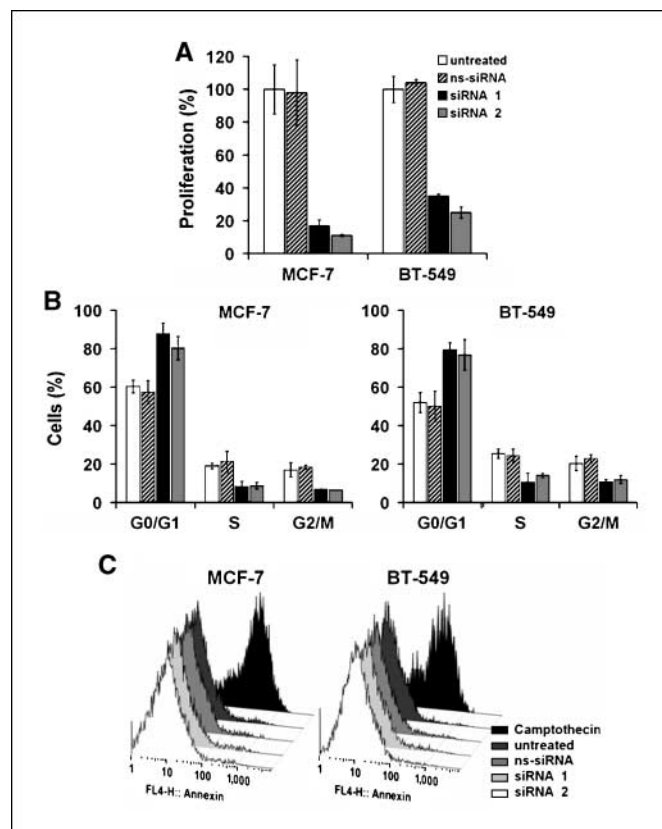 A
120
100
80
60
40
20
0
Proliferation (%)
untreated
ns-siRNA
siRNA 1
siRNA 2
MCF-7 BT-549
B
MCF-7
100
80
60
40
20
0
Cells (%)
G0/G1 S G2/M
BT-549
100
80
60
40
20
0
G0/G1 S G2/M
C
MCF-7 BT-549
1 10 100 1,000
FL4-H:: Annexin
1 10 100 1,000
FL4-H:: Annexin
Camptothecin
untreated
ns-siRNA
siRNA 1
siRNA 2